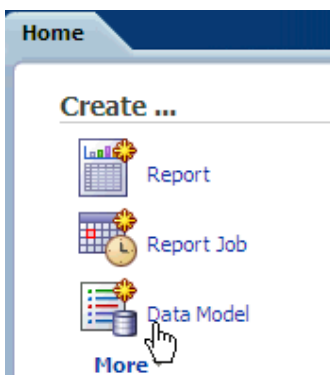 Home
Create ...
Report
Report Job
Data Model
More